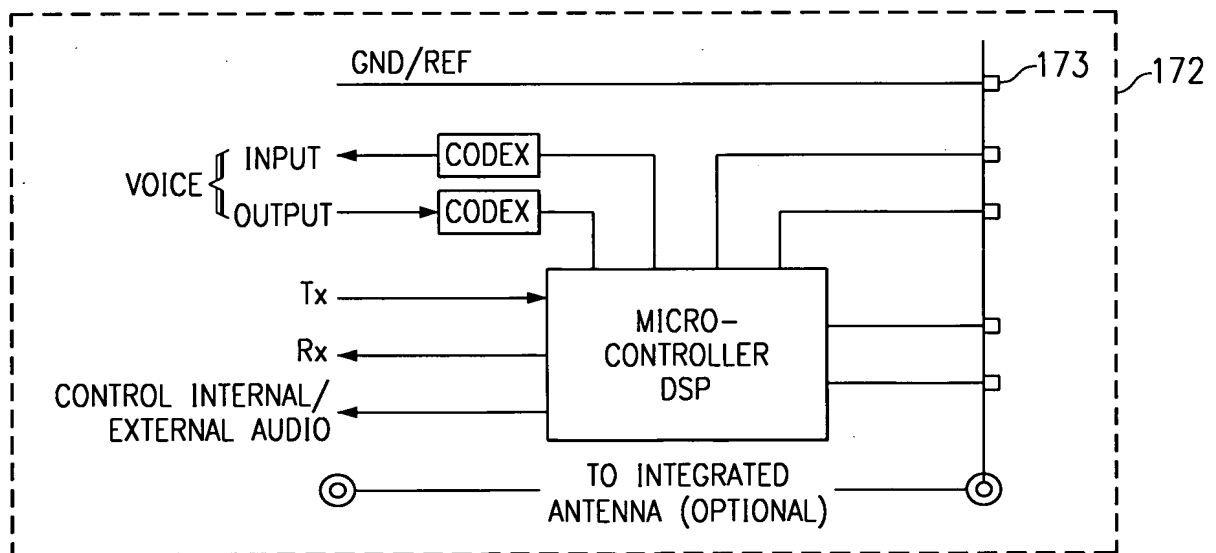 GND/REF
173
172
VOICE
INPUT
CODEX
OUTPUT
CODEX
Tx
Rx
CONTROL INTERNAL/
EXTERNAL AUDIO
MICRO-
CONTROLLER
DSP
TO INTEGRATED
ANTENNA (OPTIONAL)